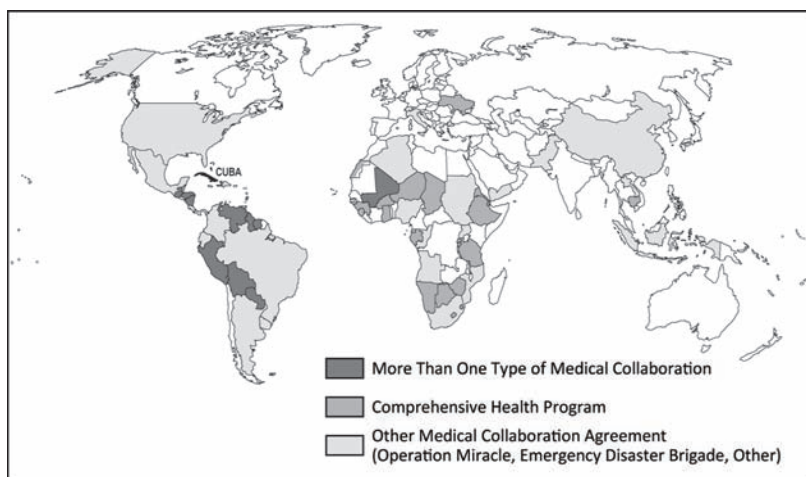 CUBA
More Than One Type of Medical Collaboration
Comprehensive Health Program
Other Medical Collaboration Agreement
(Operation Miracle, Emergency Disaster Brigade, Other)